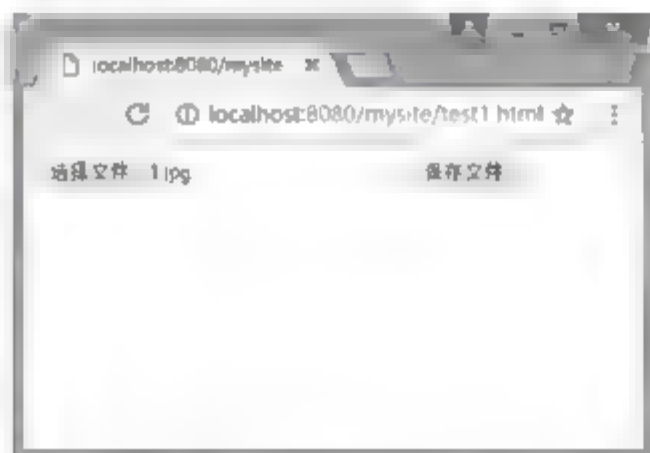 localhost:8080/mysite
localhost:8080/mysite/test1.html
选择文件 1.jpg 保存文件